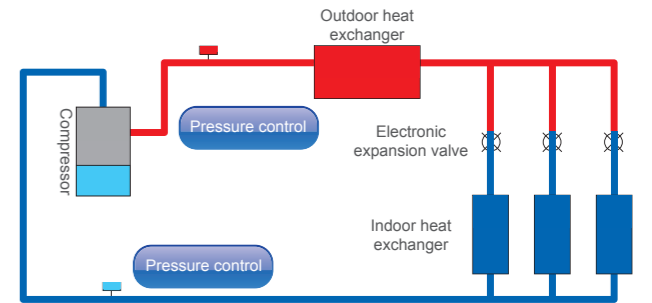 Outdoor heat
exchanger
Compressor
Pressure control
Electronic
expansion valve
Indoor heat
exchanger
Pressure control